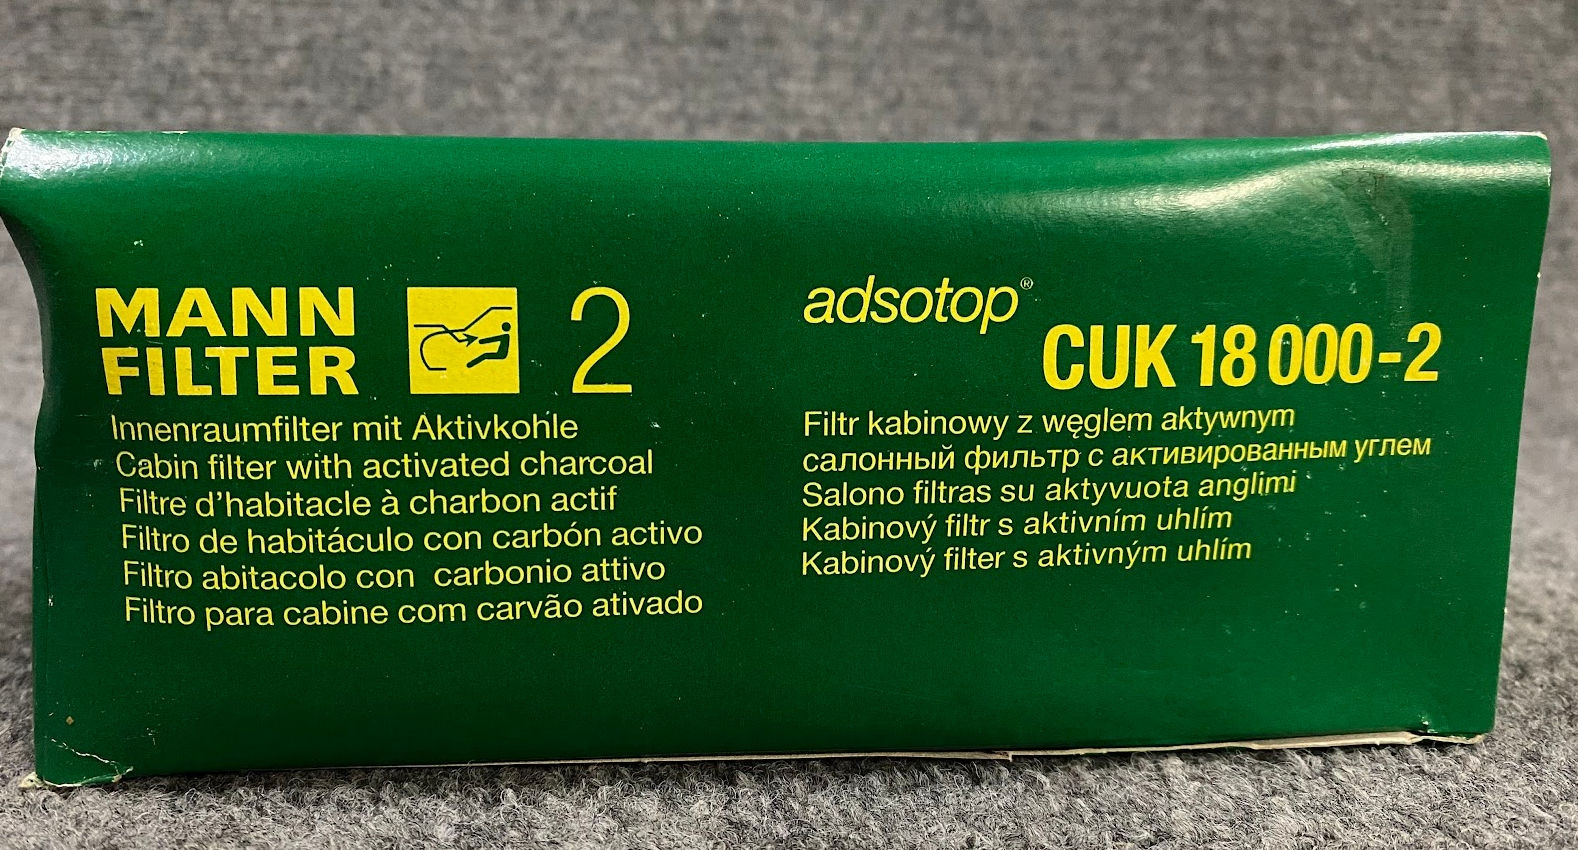 MANN
FILTER
2
Innenraumfilter mit Aktivkohle
Cabin filter with activated charcoal
Filtre d'habitacle à charbon actif
Filtro de habitáculo con carbón activo
Filtro abitacolo con carbonio attivo
Filtro para cabine com carvão ativado
adsotop®
CUK 18 000-2
Filtr kabinowy z węglem aktywnym
салонный фильтр с активированным углем
Salono filtras su aktyvuota anglimi
Kabinový filtr s aktivním uhlím
Kabinový filter s aktivným uhlím